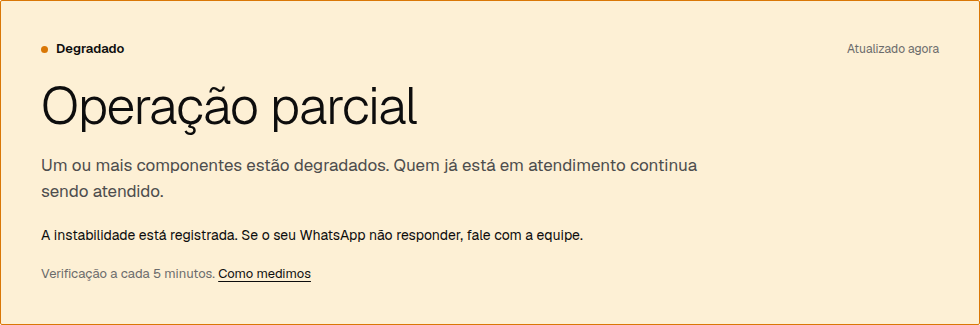 Degradado
Atualizado agora
Operação parcial
Um ou mais componentes estão degradados. Quem já está em atendimento continua
sendo atendido.
A instabilidade está registrada. Se o seu WhatsApp não responder, fale com a equipe.
Verificação a cada 5 minutos. Como medimos